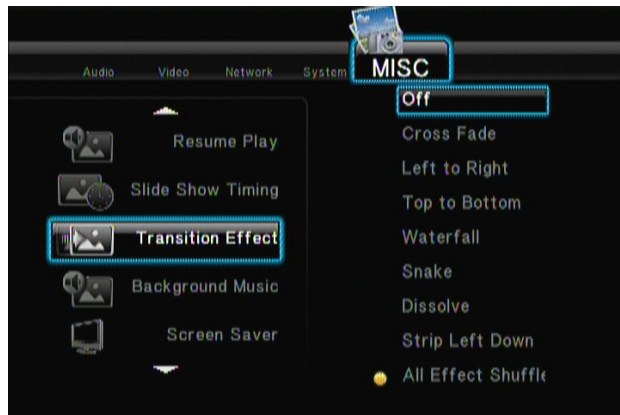 Audio Video Network System MISC
Resume Play
Slide Show Timing
Transition Effect
Background Music
Screen Saver
Off
Cross Fade
Left to Right
Top to Bottom
Waterfall
Snake
Dissolve
Strip Left Down
All Effect Shuffle